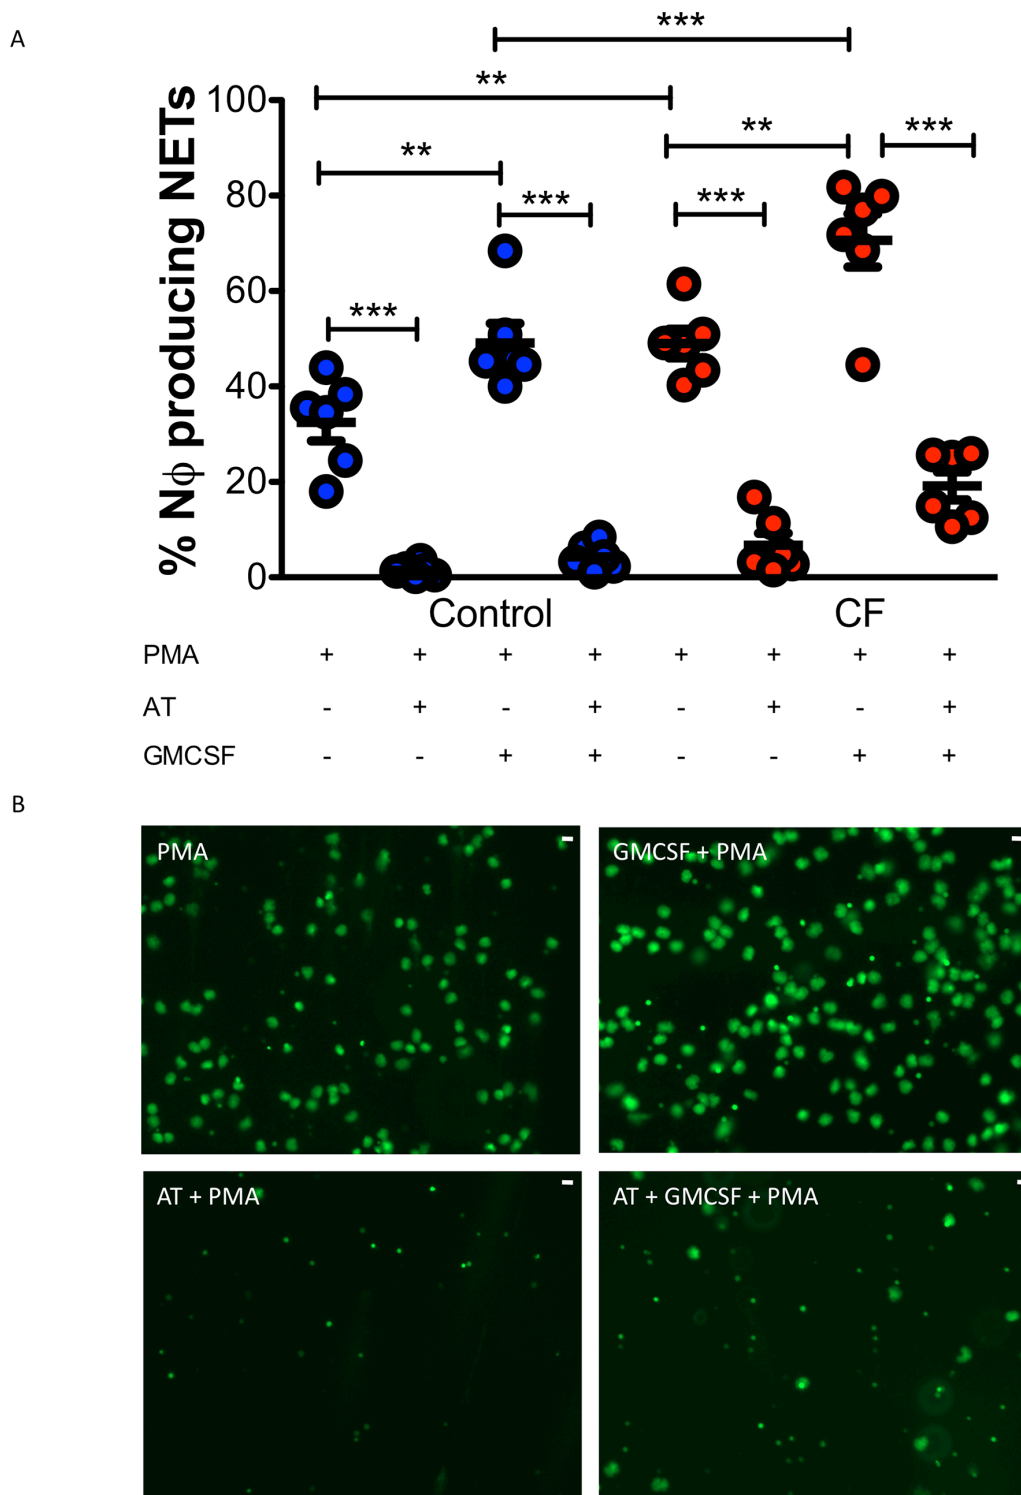 A
***
**
100
**
***
**
80
***
***
% Nϕ producing NETs
60
***
40
20
0
Control CF
PMA + + + + + + + +
AT - + - + - + - +
GMCSF - - + + - - + +
B
PMA
GMCSF + PMA
AT + PMA
AT + GMCSF + PMA